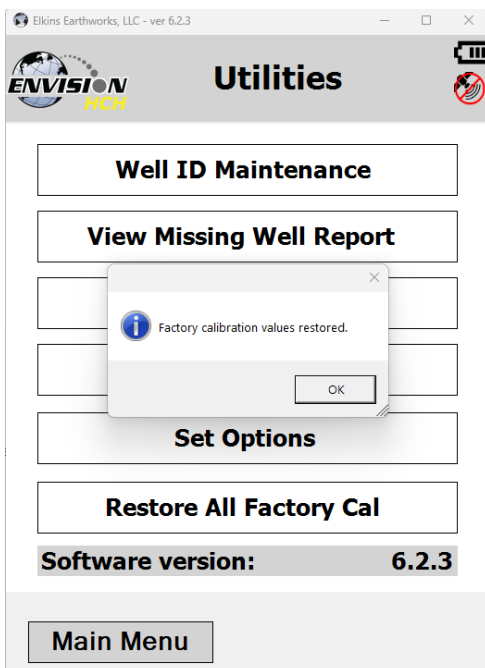 Elkins Earthworks, LLC - ver 6.2.3
ENVISION
HCH
Utilities
Well ID Maintenance
View Missing Well Report
Factory calibration values restored.
OK
Set Options
Restore All Factory Cal
Software version: 6.2.3
Main Menu